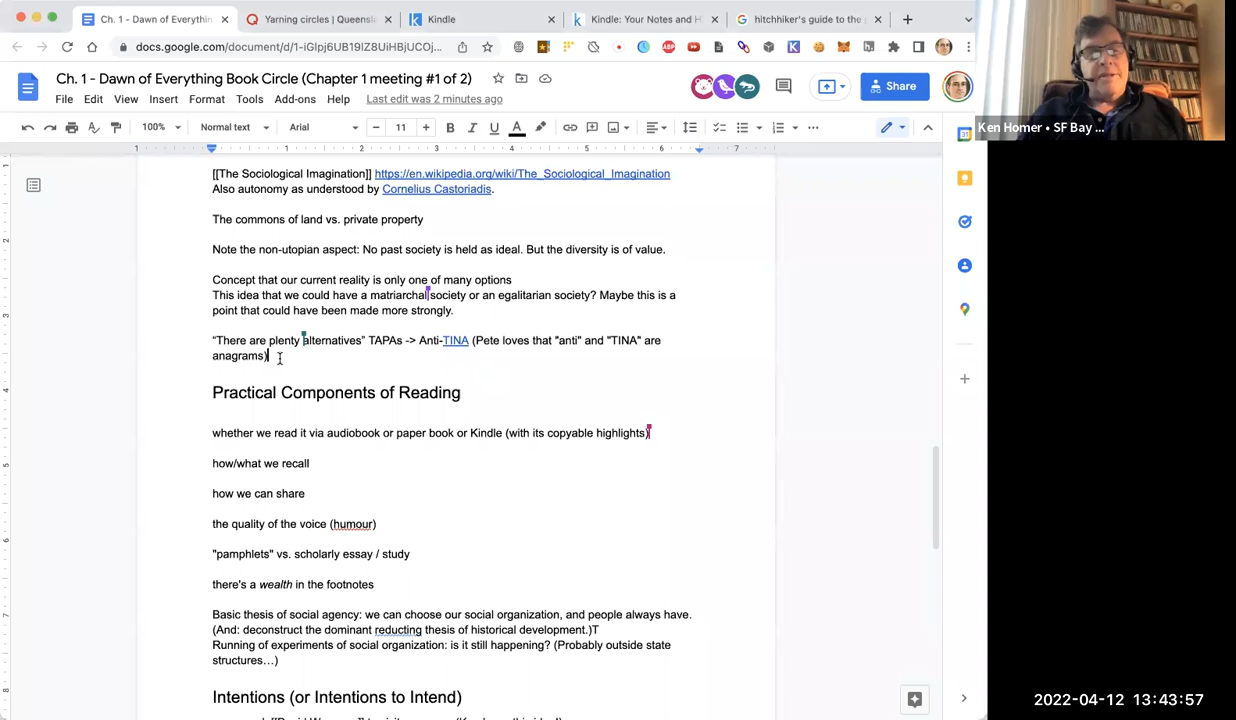 Ch. 1 - Dawn of Everythin
Yarning circles | Queensl
Kindle
Kindle: Your Notes and H
hitchhiker's guide to the
docs.google.com/document/d/1-iGlpj6UB19IZ8UiHBjUCOj...
Ch. 1 - Dawn of Everything Book Circle (Chapter 1 meeting #1 of 2)
File Edit View Insert Format Tools Add-ons Help Last edit was 2 minutes ago
Share
100% Normal text Arial 11
Ken Homer • SF Bay ...
1 1 2 3 4 5 6 7
[[The Sociological Imagination]] https://en.wikipedia.org/wiki/The_Sociological_Imagination
Also autonomy as understood by Cornelius Castoriadis.
The commons of land vs. private property
Note the non-utopian aspect: No past society is held as ideal. But the diversity is of value.
Concept that our current reality is only one of many options
This idea that we could have a matriarchal society or an egalitarian society? Maybe this is a
point that could have been made more strongly.
“There are plenty alternatives” TAPAs -> Anti-TINA (Pete loves that "anti" and "TINA" are
anagrams)
Practical Components of Reading
whether we read it via audiobook or paper book or Kindle (with its copyable highlights)
how/what we recall
how we can share
the quality of the voice (humour)
"pamphlets" vs. scholarly essay / study
there's a wealth in the footnotes
Basic thesis of social agency: we can choose our social organization, and people always have.
(And: deconstruct the dominant reducting thesis of historical development.)T
Running of experiments of social organization: is it still happening? (Probably outside state
structures…)
Intentions (or Intentions to Intend)
2022-04-12 13:43:57